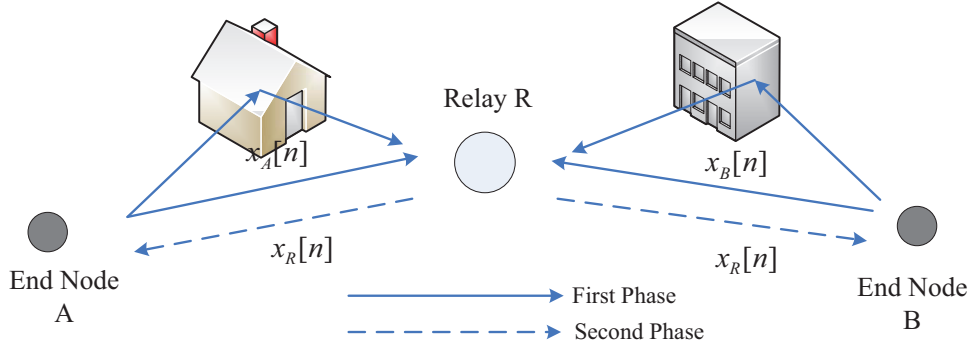 Relay R
x_A[n]
x_B[n]
x_R[n]
x_R[n]
End Node
A
End Node
B
First Phase
Second Phase